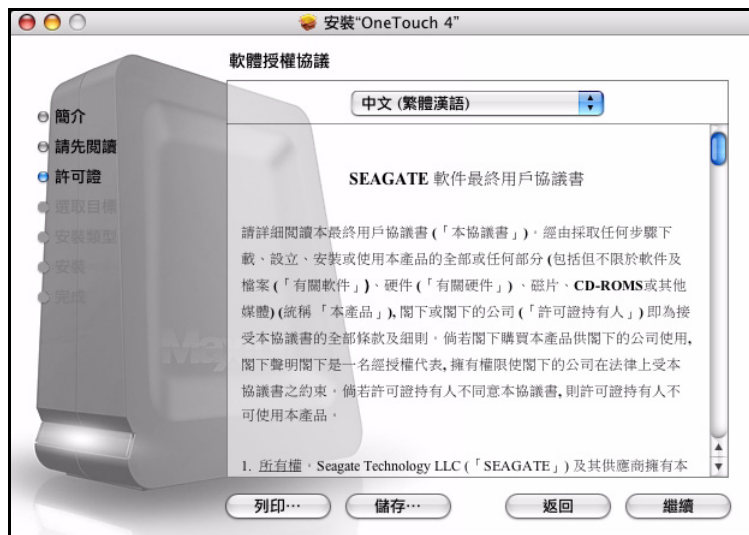 安裝“OneTouch 4”
軟體授權協議
簡介
請先閱讀
許可證
選取目標
安裝類型
安裝
完成
中文 (繁體漢語)
SEAGATE 軟件最終用戶協議書
請詳細閱讀本最終用戶協議書 (「本協議書」)。經由採取任何步驟下
載、設立、安裝或使用本產品的全部或任何部分 (包括但不限於軟件及
檔案 (「有關軟件」)、硬件 (「有關硬件」)、磁片、CD-ROMS或其他
媒體) (統稱「本產品」), 閣下或閣下的公司 (「許可證持有人」) 即為接
受本協議書的全部條款及細則。倘若閣下購買本產品供閣下的公司使用,
閣下聲明閣下是一名經授權代表, 擁有權限使閣下的公司在法律上受本
協議書之約束。倘若許可證持有人不同意本協議書, 則許可證持有人不
可使用本產品。
1. 所有權。Seagate Technology LLC (「SEAGATE」) 及其供應商擁有本
列印…
儲存…
返回
繼續